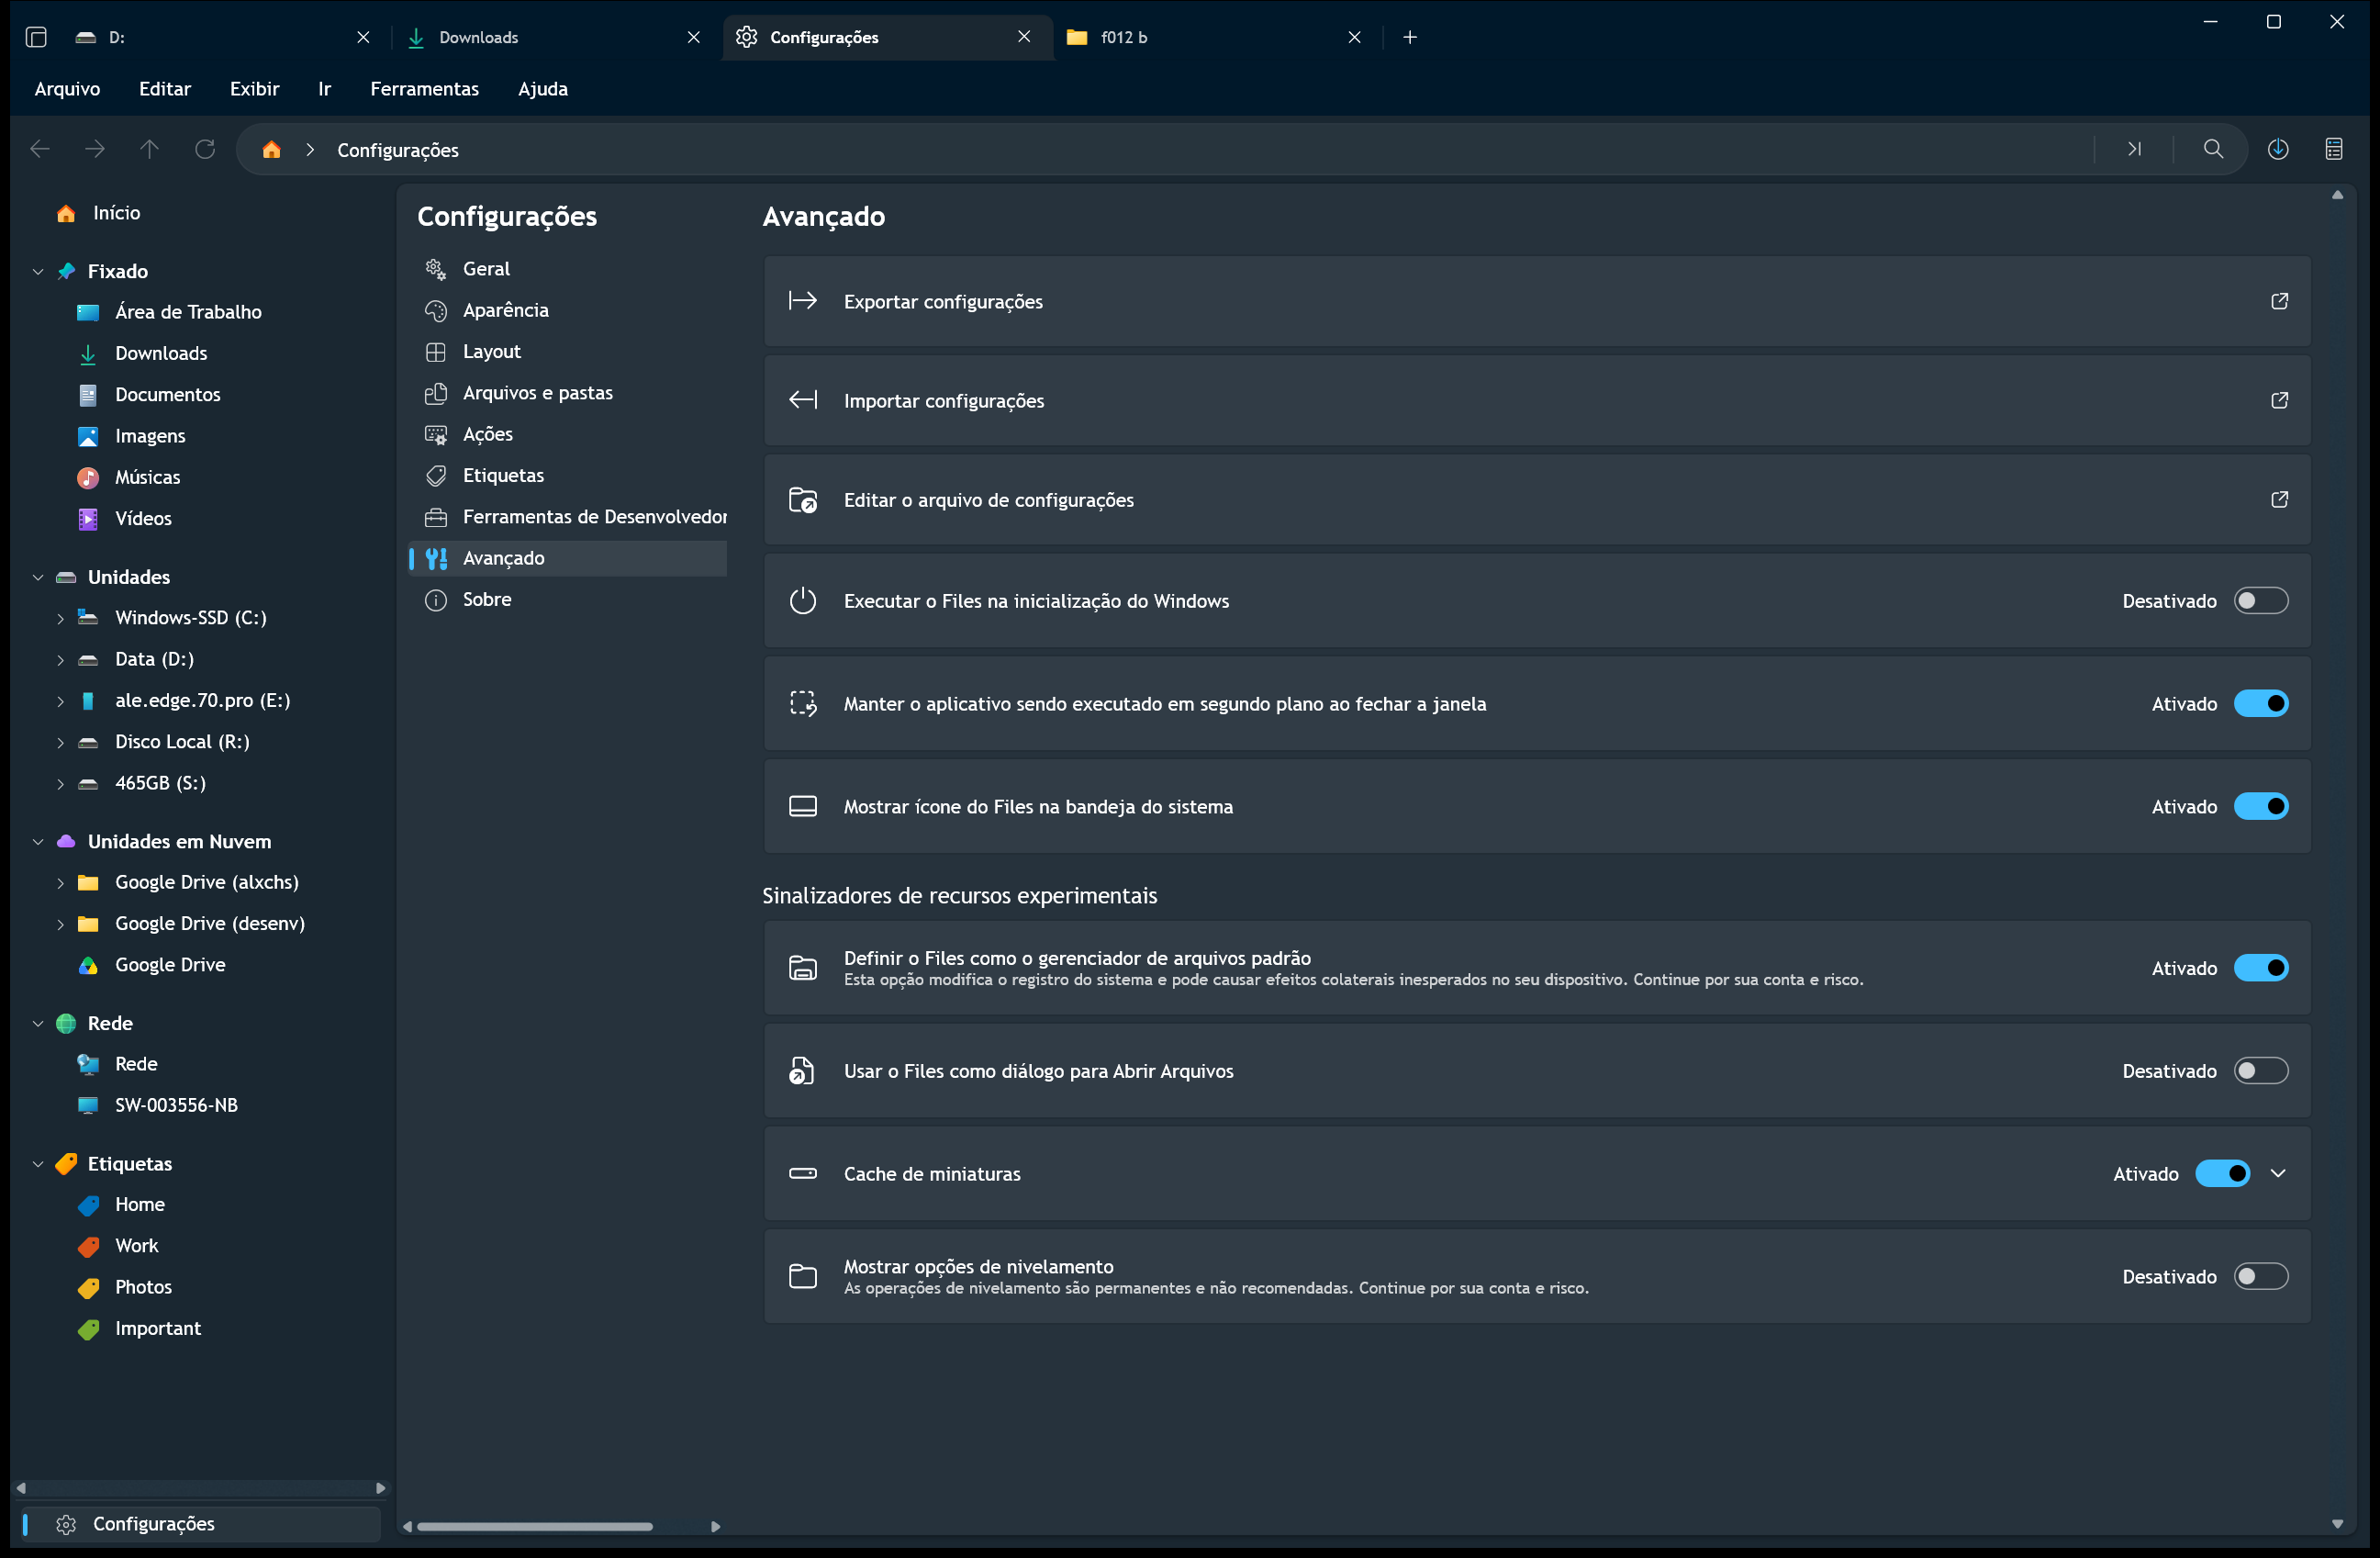 D:
Downloads
Configurações
f012 b
Arquivo
Editar
Exibir
Ir
Ferramentas
Ajuda
Configurações
Início
Fixado
Área de Trabalho
Downloads
Documentos
Imagens
Músicas
Vídeos
Unidades
Windows-SSD (C:)
Data (D:)
ale.edge.70.pro (E:)
Disco Local (R:)
465GB (S:)
Unidades em Nuvem
Google Drive (alxchs)
Google Drive (desenv)
Google Drive
Rede
Rede
SW-003556-NB
Etiquetas
Home
Work
Photos
Important
Configurações
Configurações
Geral
Aparência
Layout
Arquivos e pastas
Ações
Etiquetas
Ferramentas de Desenvolvedor
Avançado
Sobre
Avançado
Exportar configurações
Importar configurações
Editar o arquivo de configurações
Executar o Files na inicialização do Windows
Desativado
Manter o aplicativo sendo executado em segundo plano ao fechar a janela
Ativado
Mostrar ícone do Files na bandeja do sistema
Ativado
Sinalizadores de recursos experimentais
Definir o Files como o gerenciador de arquivos padrão
Esta opção modifica o registro do sistema e pode causar efeitos colaterais inesperados no seu dispositivo. Continue por sua conta e risco.
Ativado
Usar o Files como diálogo para Abrir Arquivos
Desativado
Cache de miniaturas
Ativado
Mostrar opções de nivelamento
As operações de nivelamento são permanentes e não recomendadas. Continue por sua conta e risco.
Desativado